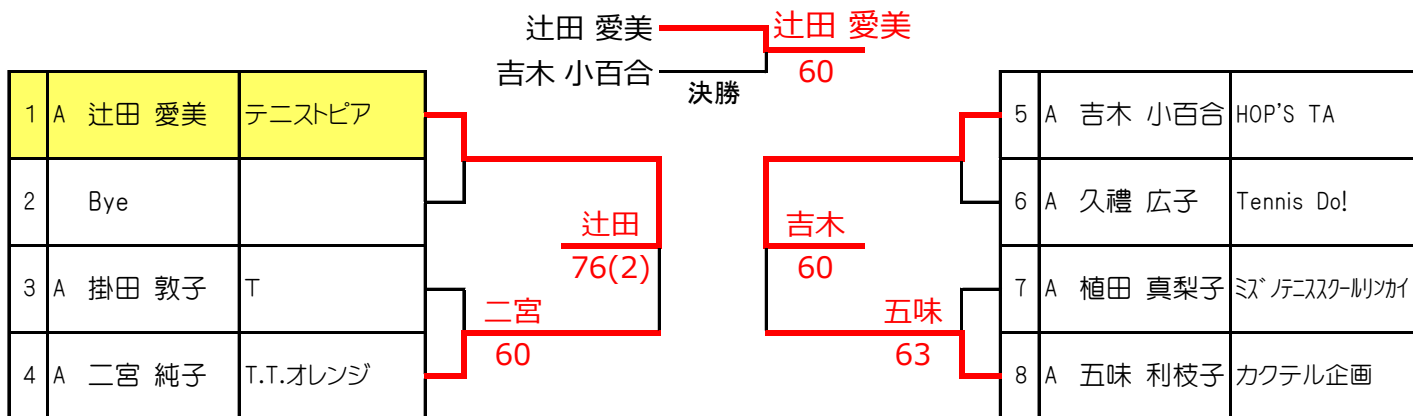 辻田 愛美
吉木 小百合
辻田 愛美
60
決勝
1 A 辻田 愛美 テニストピア
2 Bye
3 A 掛田 敦子 T
4 A 二宮 純子 T.T.オレンジ
辻田
76(2)
二宮
60
吉木
60
五味
63
5 A 吉木 小百合 HOP'S TA
6 A 久禮 広子 Tennis Do!
7 A 植田 真梨子 ミズノテニススクールリンカイ
8 A 五味 利枝子 カクテル企画